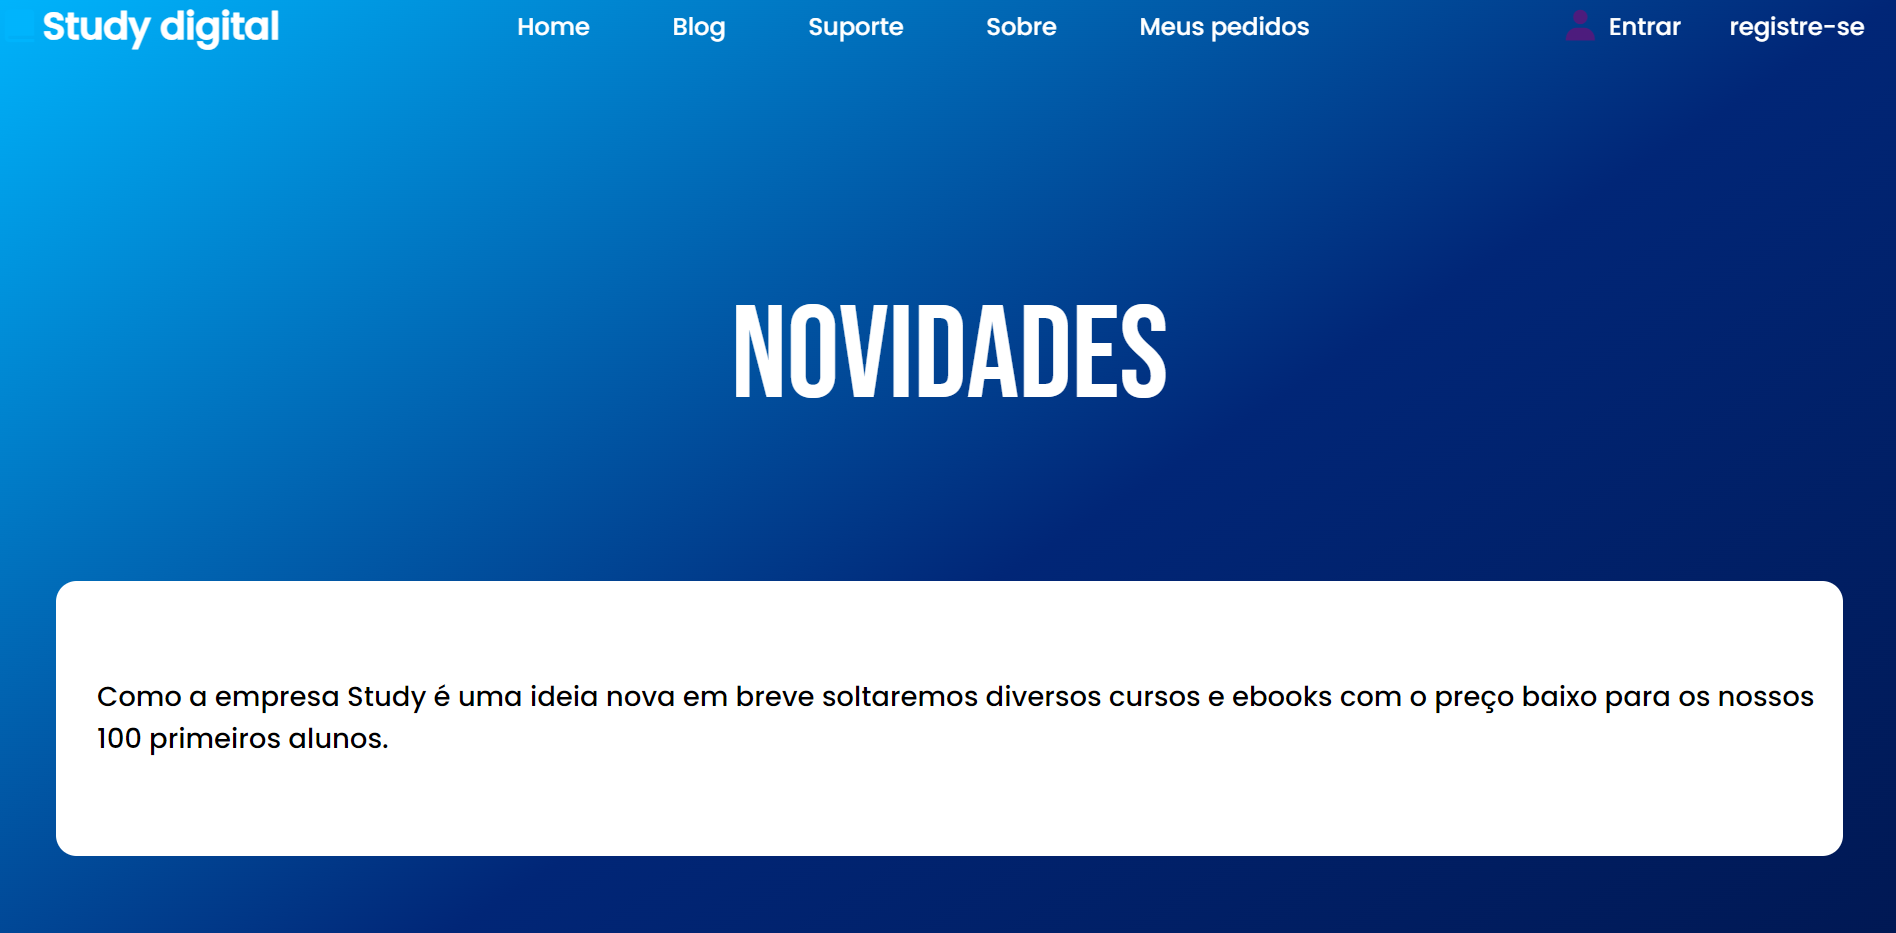 Study digital
Home
Blog
Suporte
Sobre
Meus pedidos
Entrar
registre-se
NOVIDADES
Como a empresa Study é uma ideia nova em breve soltaremos diversos cursos e ebooks com o preço baixo para os nossos
100 primeiros alunos.